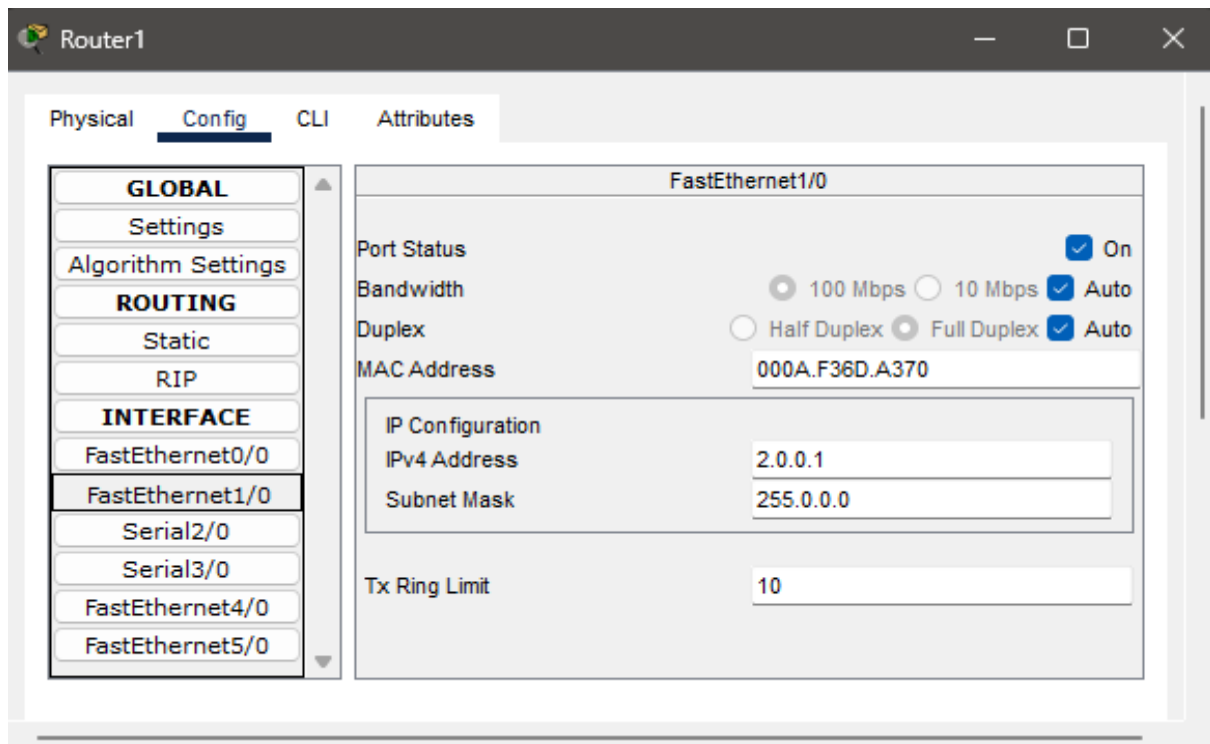 Router1
Physical Config CLI Attributes
GLOBAL
Settings
Algorithm Settings
ROUTING
Static
RIP
INTERFACE
FastEthernet0/0
FastEthernet1/0
Serial2/0
Serial3/0
FastEthernet4/0
FastEthernet5/0
FastEthernet1/0
Port Status On
Bandwidth 100 Mbps 10 Mbps Auto
Duplex Half Duplex Full Duplex Auto
MAC Address 000A.F36D.A370
IP Configuration
IPv4 Address 2.0.0.1
Subnet Mask 255.0.0.0
Tx Ring Limit 10